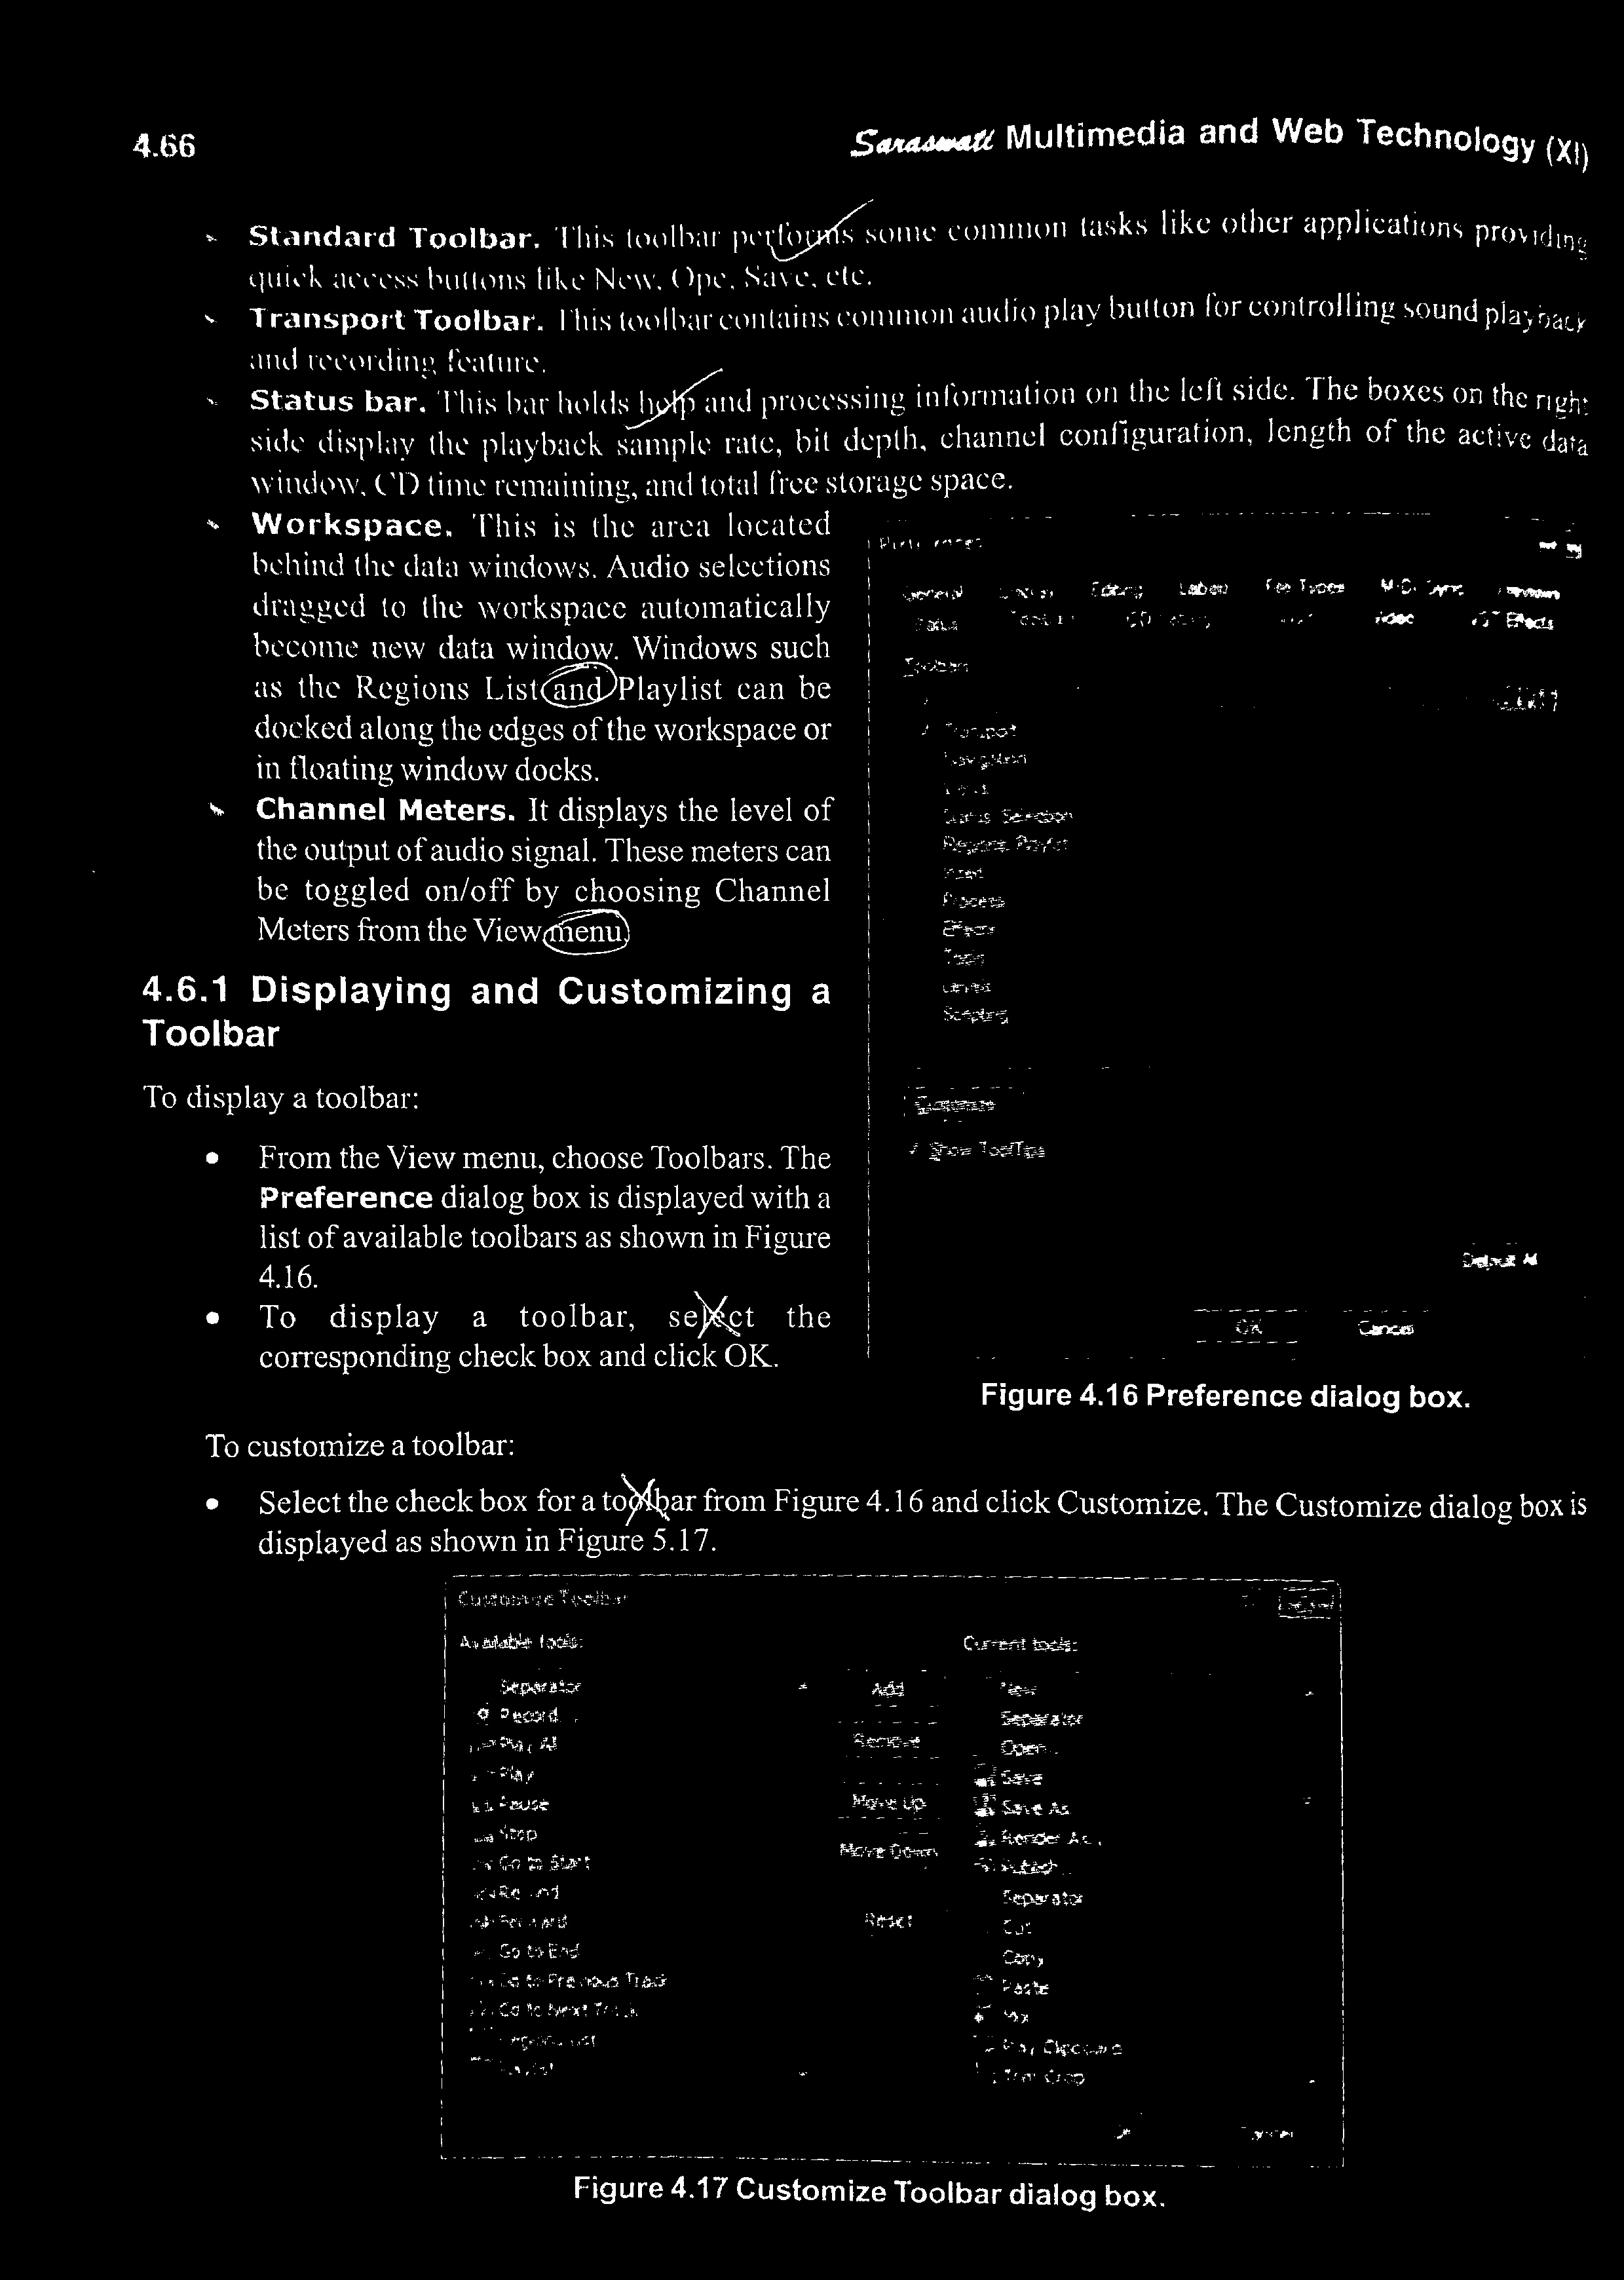 4.66
Saraswati Multimedia and Web Technology (XI)
Standard Toolbar. This toolbar performs some common tasks like other applications providing
quick access buttons like New, Ope, Save, etc.
Transport Toolbar. This toolbar contains common audio play button for controlling sound playback
and recording feature.
Status bar. This bar holds help and processing information on the left side. The boxes on the right
side display the playback sample rate, bit depth, channel configuration, length of the active data
window, CD time remaining, and total free storage space.
Workspace. This is the area located
behind the data windows. Audio selections
dragged to the workspace automatically
become new data window. Windows such
as the Regions List and Playlist can be
docked along the edges of the workspace or
in floating window docks.
Channel Meters. It displays the level of
the output of audio signal. These meters can
be toggled on/off by choosing Channel
Meters from the View menu
4.6.1 Displaying and Customizing a
Toolbar
To display a toolbar:
• From the View menu, choose Toolbars. The
Preference dialog box is displayed with a
list of available toolbars as shown in Figure
4.16.
• To display a toolbar, select the
corresponding check box and click OK.
General Editing Labels File Types
Status Video VST Effects
Toolbars
Transport
Navigation
Status Selection
Regions Playlist
Insert
Process
Effects
Tools
Levels
Scripting
Customize
Show ToolTips
Default All
OK Cancel
Figure 4.16 Preference dialog box.
To customize a toolbar:
• Select the check box for a toolbar from Figure 4.16 and click Customize. The Customize dialog box is
displayed as shown in Figure 5.17.
Customize Toolbar
Available tools: Current tools:
Separator Add New
Record... Separator
Play All Remove Open...
Play Save
Pause Move Up Save As
Stop Render As...
Go to Start Move Down Publish...
Rewind Separator
Forward Reset Cut
Go to End Copy
Go to Previous Track Paste
Go to Next Track Mix
Play Clipboard
Trim/Crop
Cancel
Figure 4.17 Customize Toolbar dialog box.